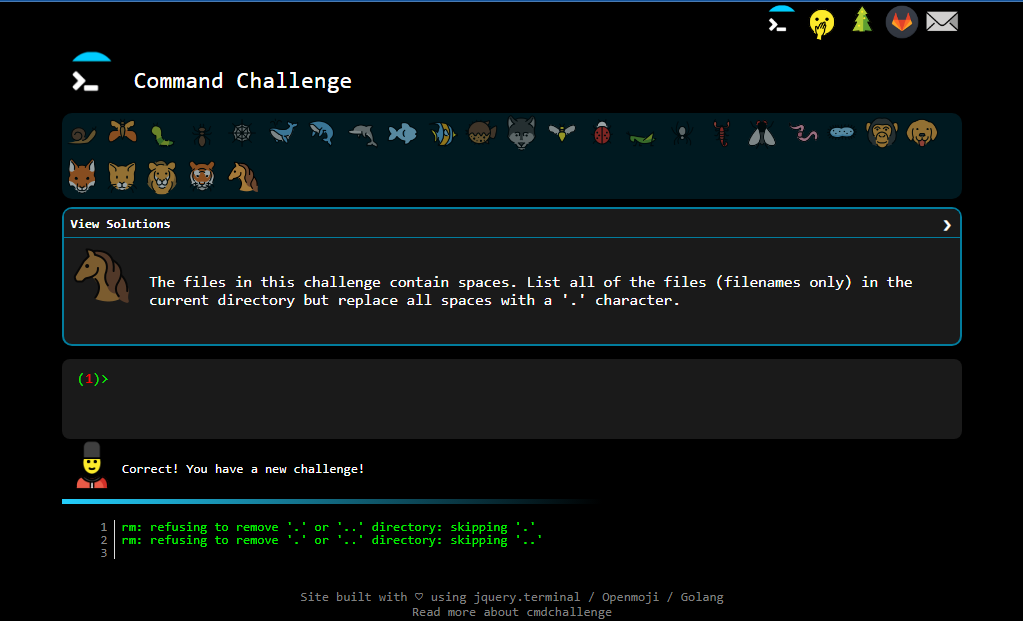 Command Challenge
View Solutions
The files in this challenge contain spaces. List all of the files (filenames only) in the
current directory but replace all spaces with a '.' character.
(1)>
Correct! You have a new challenge!
1 rm: refusing to remove '.' or '..' directory: skipping '.'
2 rm: refusing to remove '.' or '..' directory: skipping '..'
3
Site built with ♡ using jquery.terminal / Openmoji / Golang
Read more about cmdchallenge